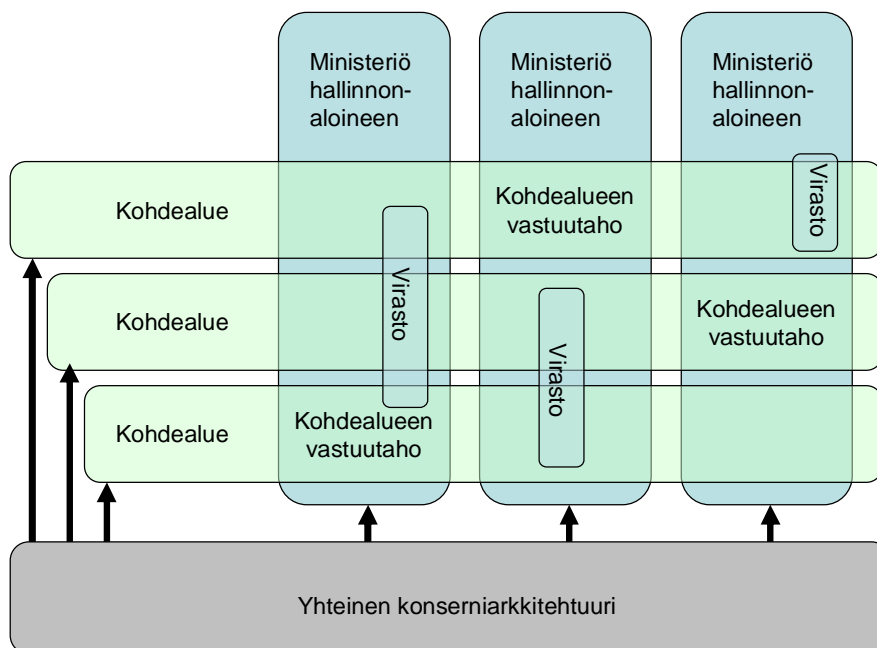 Ministeriö
hallinnon-
aloineen
Ministeriö
hallinnon-
aloineen
Ministeriö
hallinnon-
aloineen
Kohdealue
Kohdealueen
vastuutaho
Virasto
Virasto
Kohdealue
Virasto
Kohdealueen
vastuutaho
Kohdealue
Kohdealueen
vastuutaho
Yhteinen konserniarkkitehtuuri